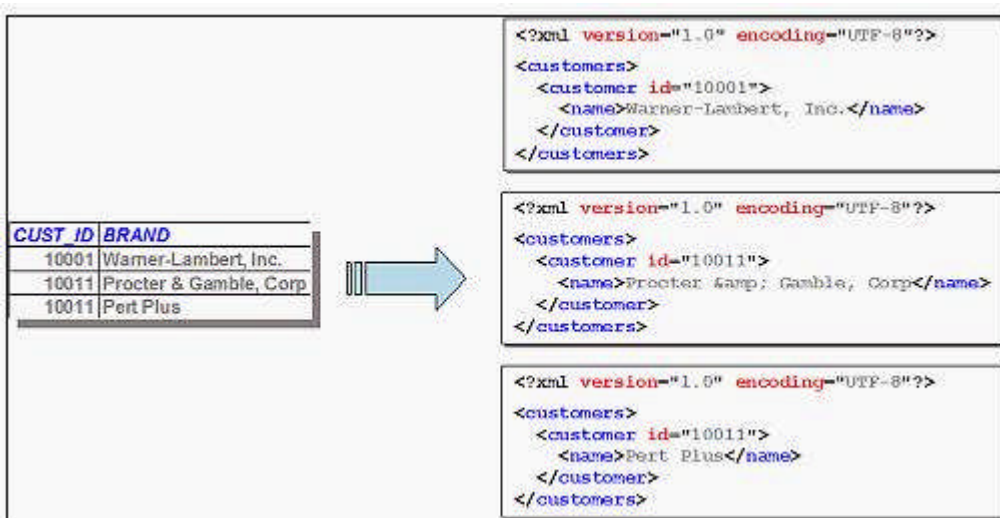 CUST_ID BRAND
10001 Warner-Lambert, Inc.
10011 Procter & Gamble, Corp
10011 Pert Plus
<?xml version="1.0" encoding="UTF-8"?>
<customers>
<customer id="10001">
<name>Warner-Lambert, Inc.</name>
</customer>
</customers>
<?xml version="1.0" encoding="UTF-8"?>
<customers>
<customer id="10011">
<name>Procter &amp; Gamble, Corp</name>
</customer>
</customers>
<?xml version="1.0" encoding="UTF-8"?>
<customers>
<customer id="10011">
<name>Pert Plus</name>
</customer>
</customers>